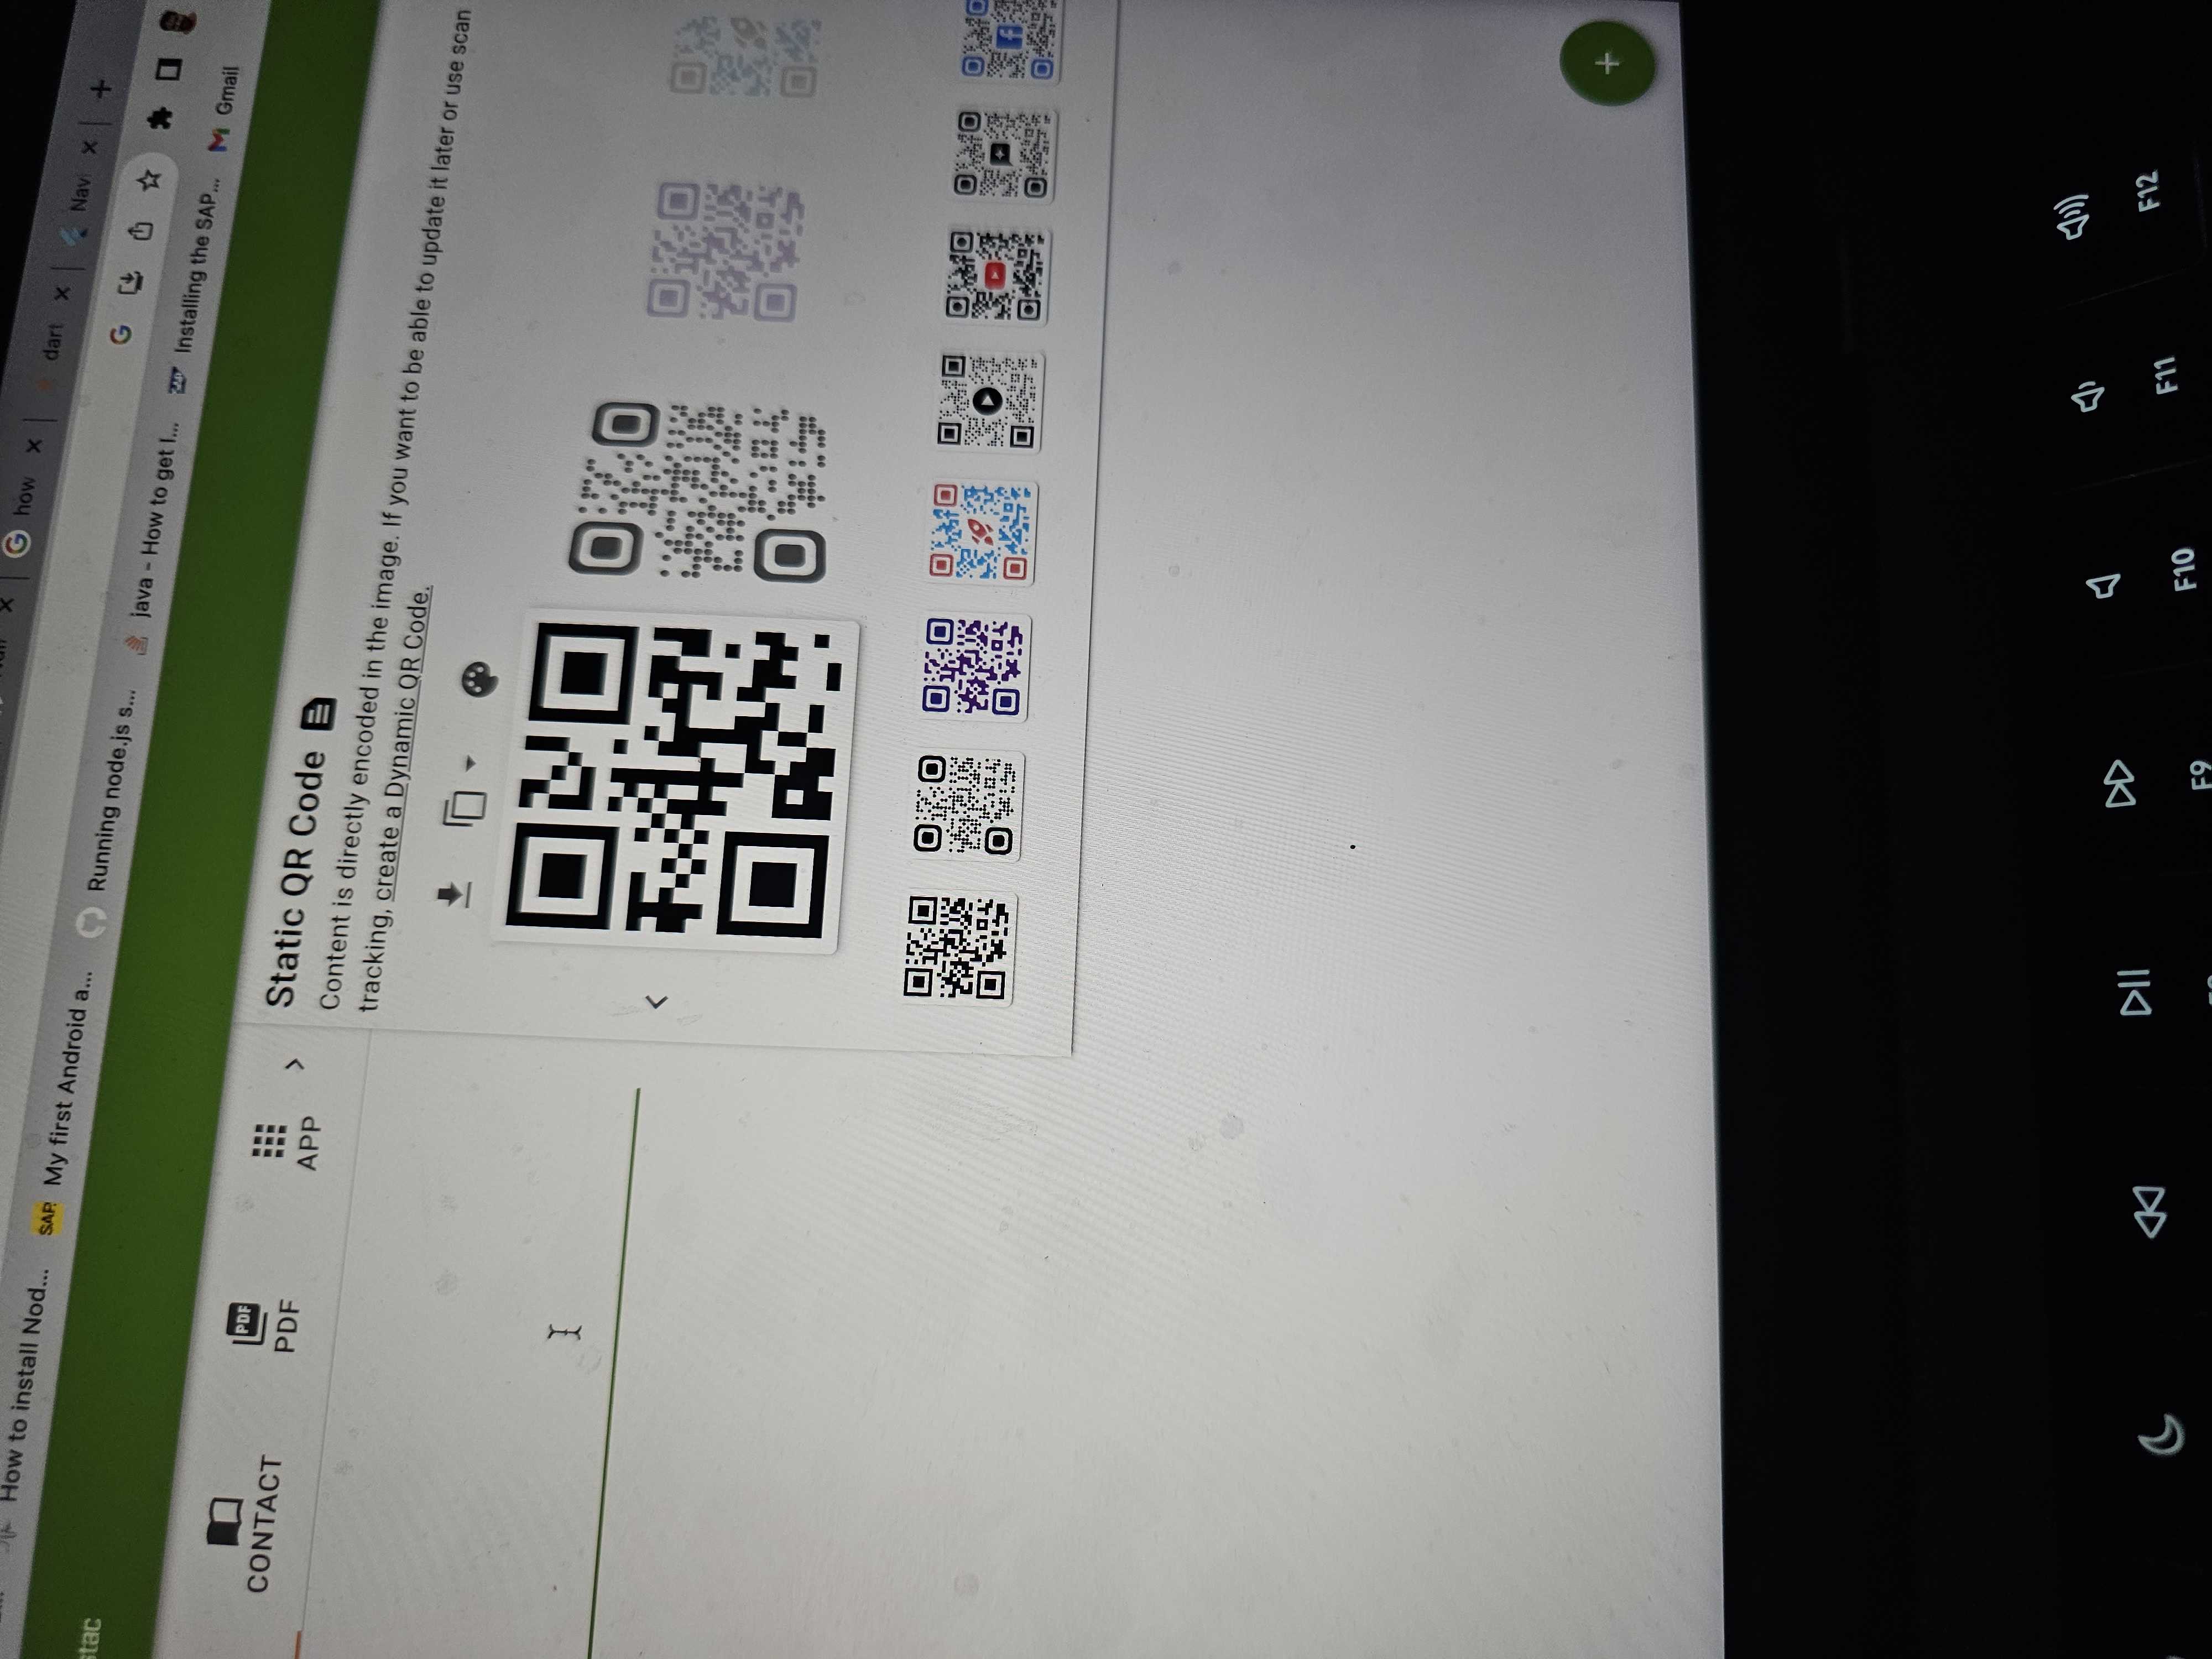 How to install Nod...
SAP My first Android a...
Running node.js s...
java - How to get l...
SAP Installing the SAP...
Gmail
how
dart
Nav
stac
CONTACT
PDF
PDF
APP
Static QR Code
Content is directly encoded in the image. If you want to be able to update it later or use scan
tracking, create a Dynamic QR Code.
F9
F10
F11
F12